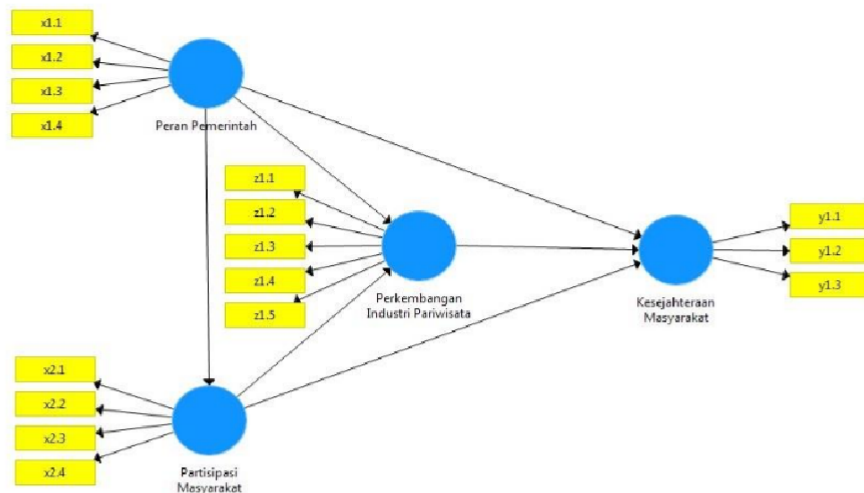 x1.1
x1.2
x1.3
x1.4
Peran Pemerintah
z1.1
z1.2
z1.3
z1.4
z1.5
Perkembangan
Industri Pariwisata
y1.1
y1.2
y1.3
Kesejahteraan
Masyarakat
x2.1
x2.2
x2.3
x2.4
Partisipasi
Masyarakat